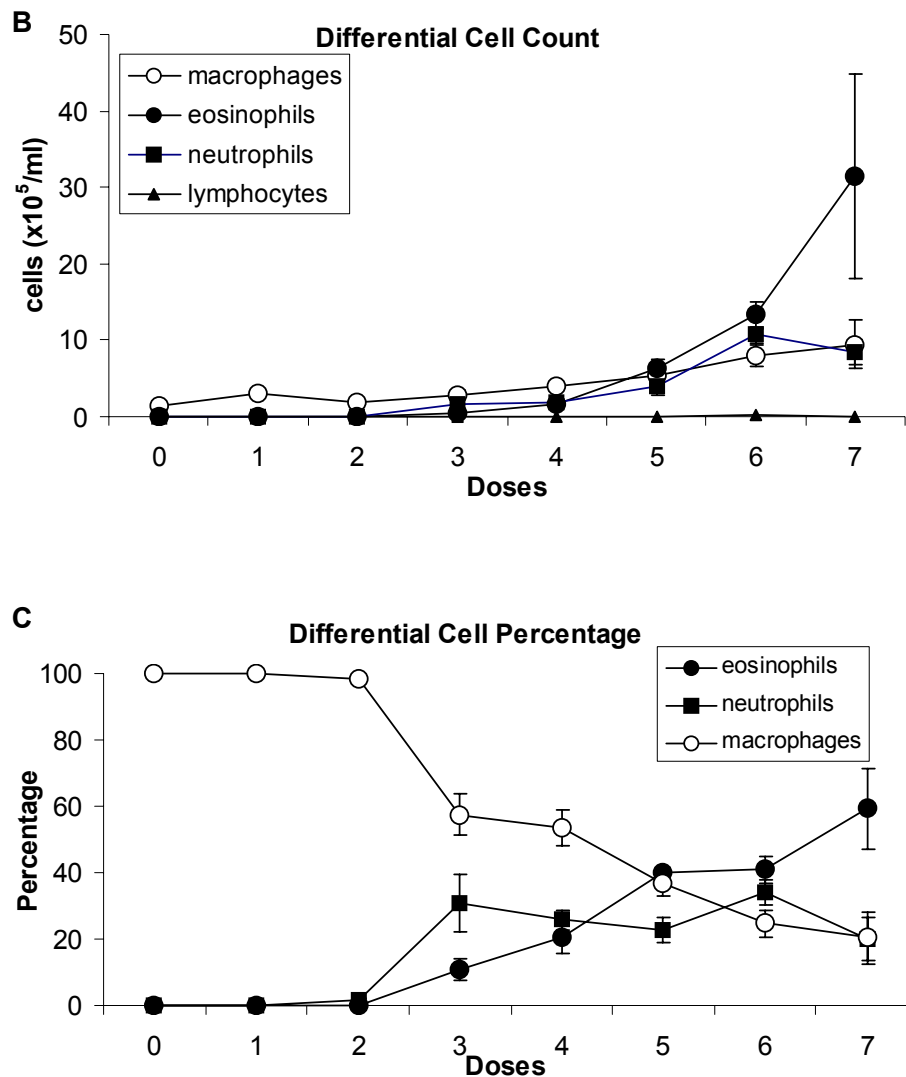 B
Differential Cell Count
50
40
30
20
10
0
cells (x10⁵/ml)
macrophages
eosinophils
neutrophils
lymphocytes
0 1 2 3 4 5 6 7
Doses
C
Differential Cell Percentage
100
80
60
40
20
0
Percentage
eosinophils
neutrophils
macrophages
0 1 2 3 4 5 6 7
Doses